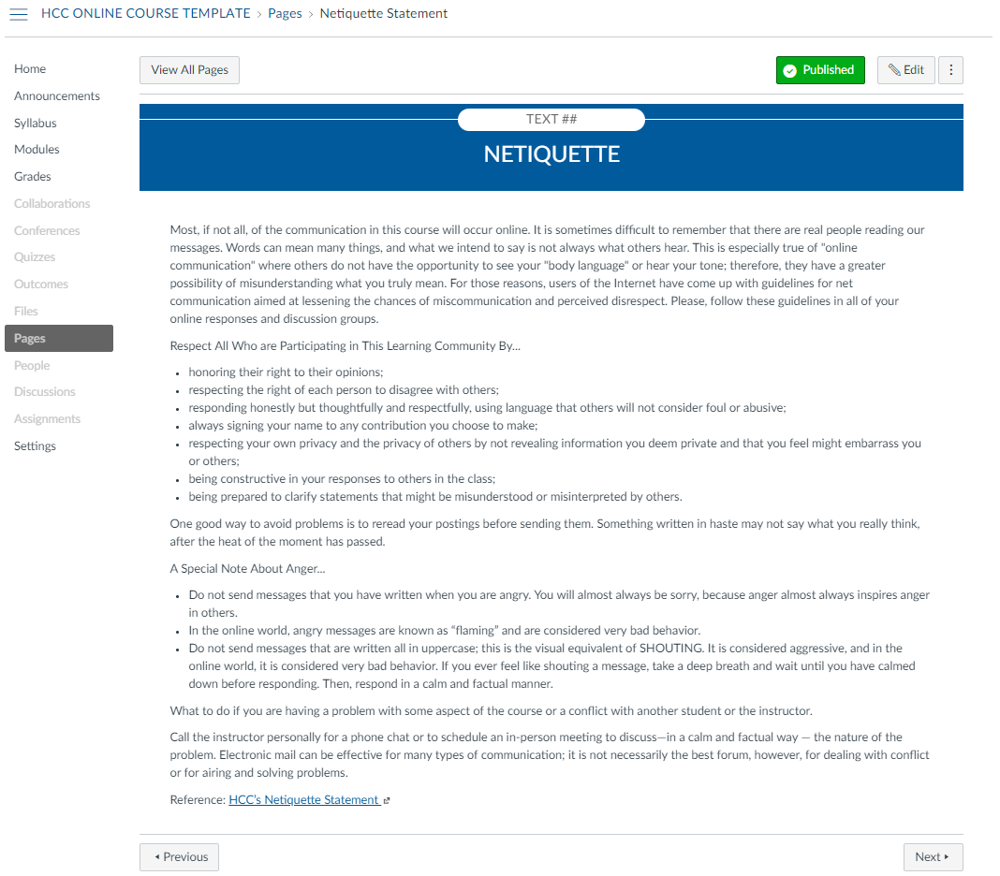 HCC ONLINE COURSE TEMPLATE > Pages > Netiquette Statement
Home
Announcements
Syllabus
Modules
Grades
Collaborations
Conferences
Quizzes
Outcomes
Files
Pages
People
Discussions
Assignments
Settings
View All Pages
Published
Edit
TEXT ##
NETIQUETTE
Most, if not all, of the communication in this course will occur online. It is sometimes difficult to remember that there are real people reading our
messages. Words can mean many things, and what we intend to say is not always what others hear. This is especially true of "online
communication" where others do not have the opportunity to see your "body language" or hear your tone; therefore, they have a greater
possibility of misunderstanding what you truly mean. For those reasons, users of the Internet have come up with guidelines for net
communication aimed at lessening the chances of miscommunication and perceived disrespect. Please, follow these guidelines in all of your
online responses and discussion groups.
Respect All Who are Participating in This Learning Community By...
• honoring their right to their opinions;
• respecting the right of each person to disagree with others;
• responding honestly but thoughtfully and respectfully, using language that others will not consider foul or abusive;
• always signing your name to any contribution you choose to make;
• respecting your own privacy and the privacy of others by not revealing information you deem private and that you feel might embarrass you
or others;
• being constructive in your responses to others in the class;
• being prepared to clarify statements that might be misunderstood or misinterpreted by others.
One good way to avoid problems is to reread your postings before sending them. Something written in haste may not say what you really think,
after the heat of the moment has passed.
A Special Note About Anger...
• Do not send messages that you have written when you are angry. You will almost always be sorry, because anger almost always inspires anger
in others.
• In the online world, angry messages are known as “flaming” and are considered very bad behavior.
• Do not send messages that are written all in uppercase; this is the visual equivalent of SHOUTING. It is considered aggressive, and in the
online world, it is considered very bad behavior. If you ever feel like shouting a message, take a deep breath and wait until you have calmed
down before responding. Then, respond in a calm and factual manner.
What to do if you are having a problem with some aspect of the course or a conflict with another student or the instructor.
Call the instructor personally for a phone chat or to schedule an in-person meeting to discuss—in a calm and factual way — the nature of the
problem. Electronic mail can be effective for many types of communication; it is not necessarily the best forum, however, for dealing with conflict
or for airing and solving problems.
Reference: HCC’s Netiquette Statement
Previous
Next